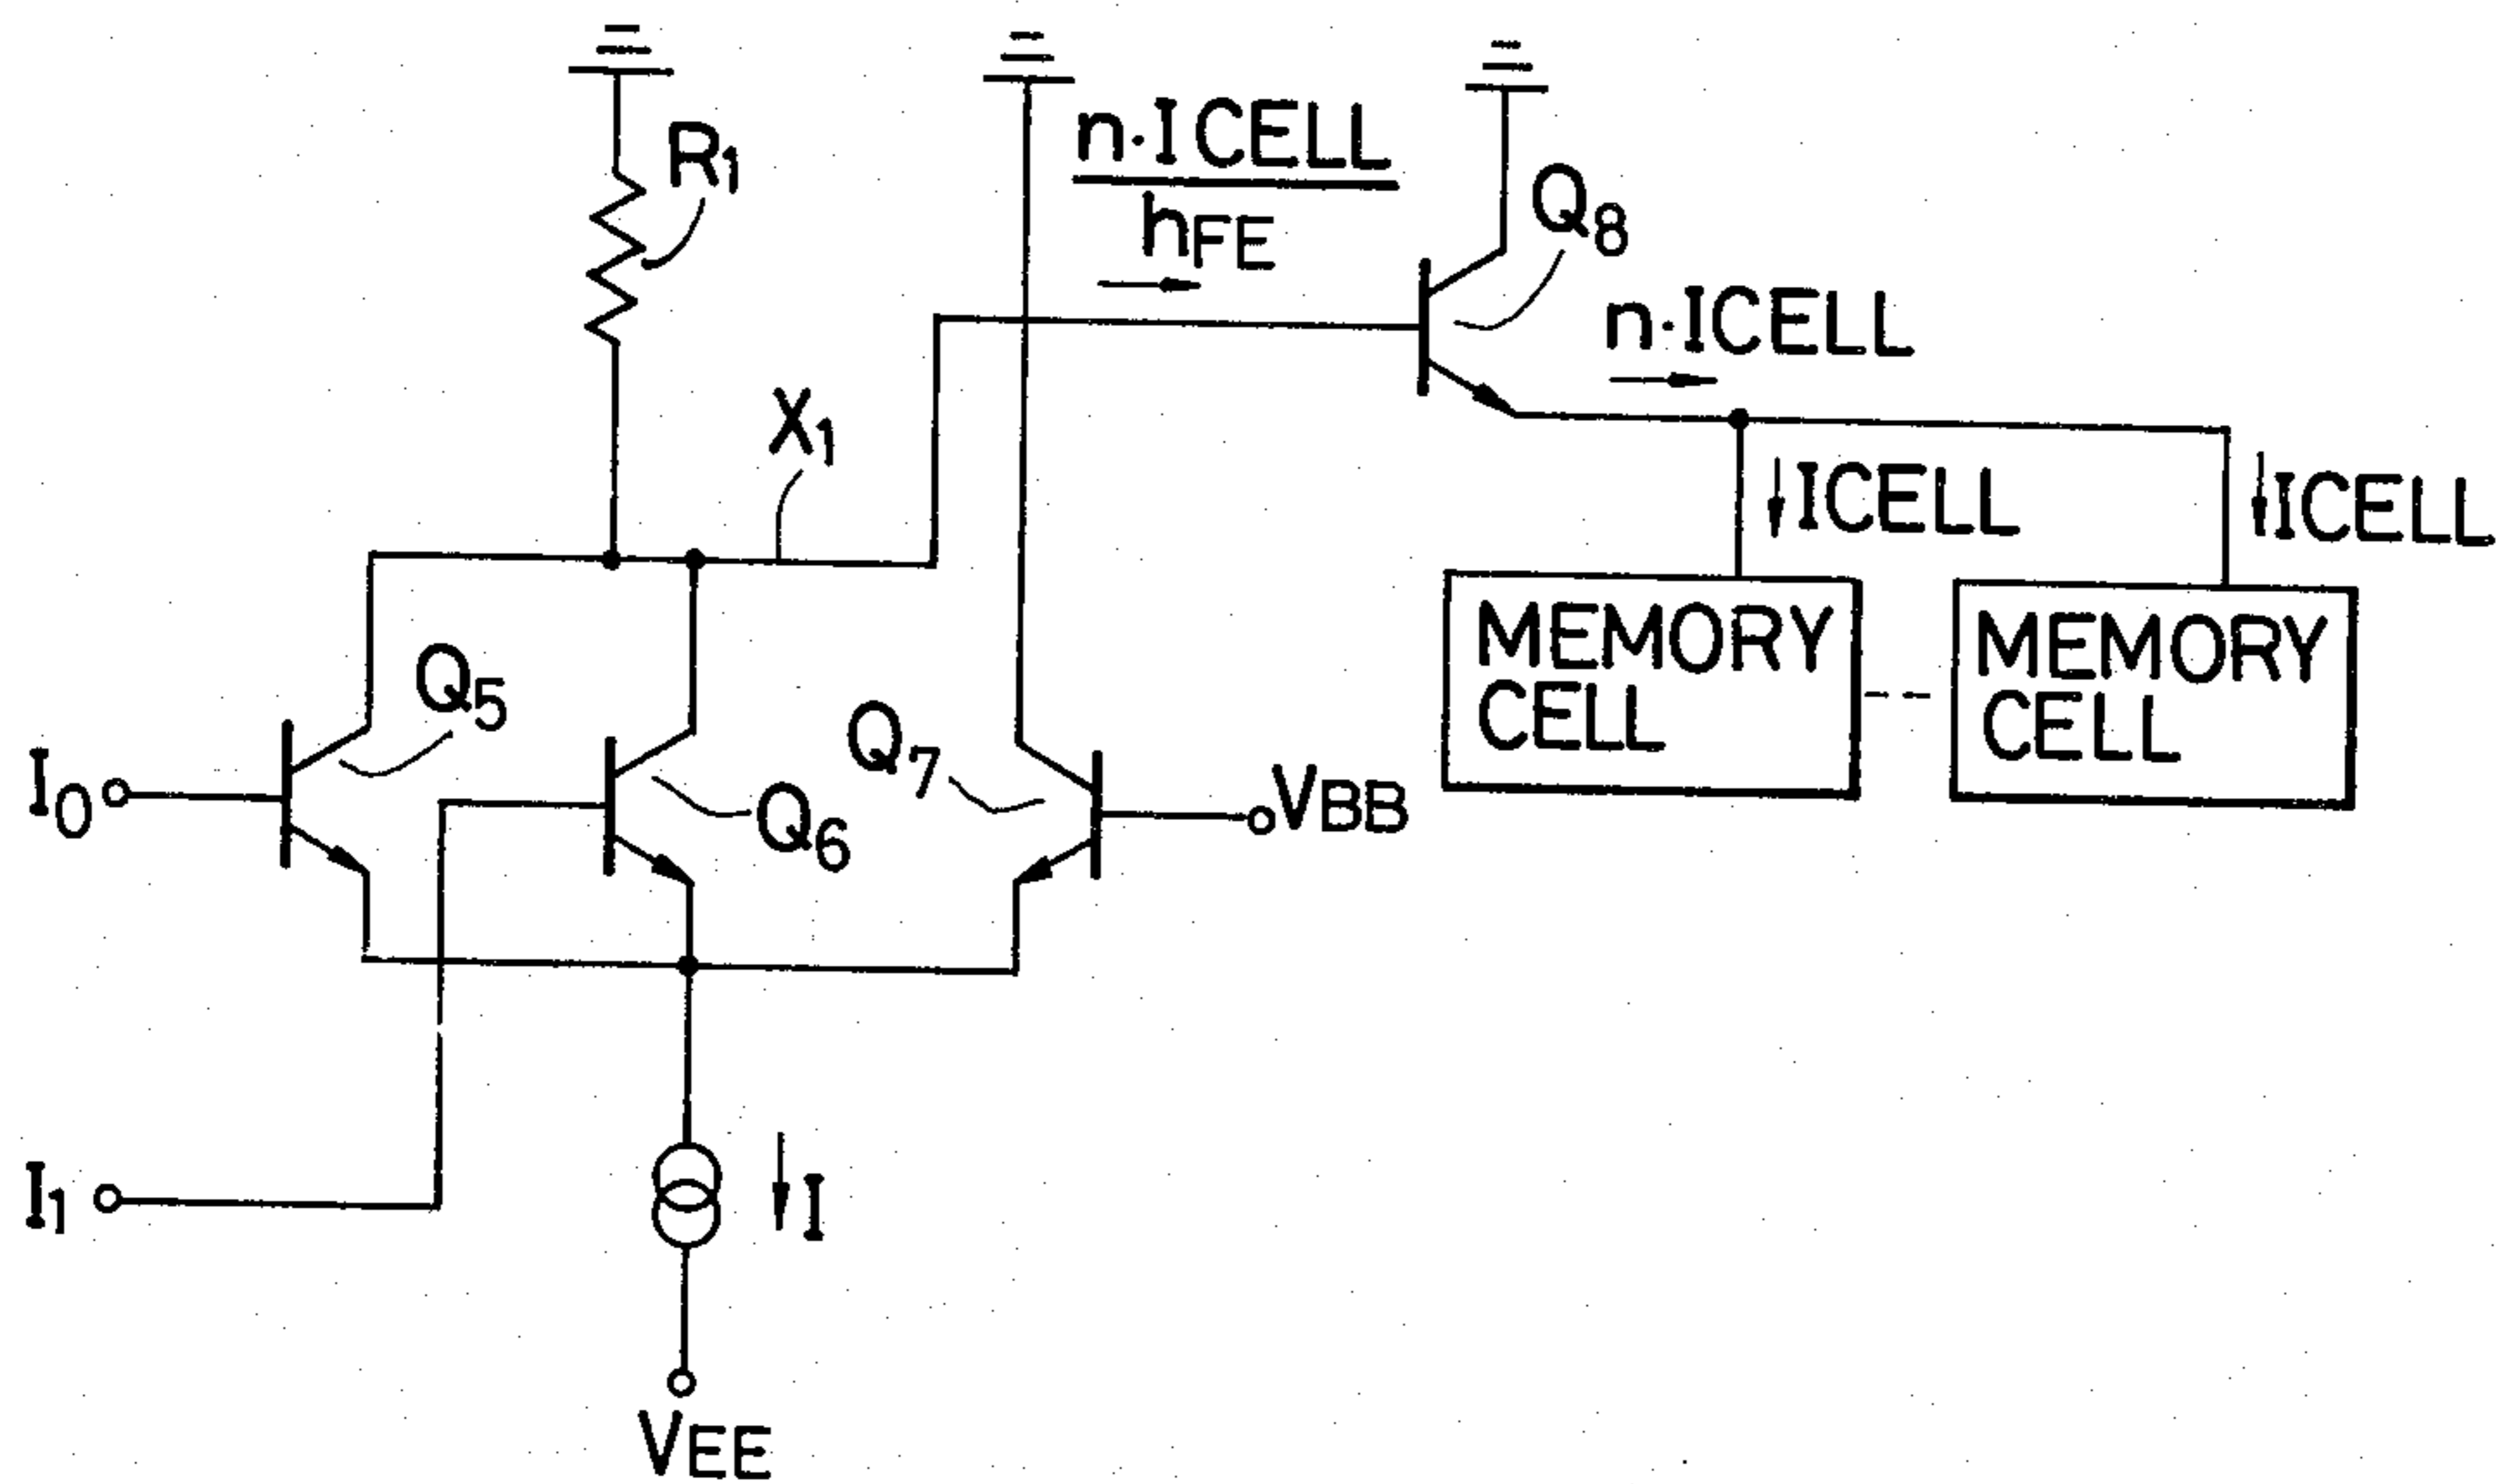 R1
n·ICELL
hFE
Q8
n·ICELL
X1
ICELL
ICELL
MEMORY
CELL
MEMORY
CELL
Q5
Q7
I0
Q6
VBB
I1
I
VEE